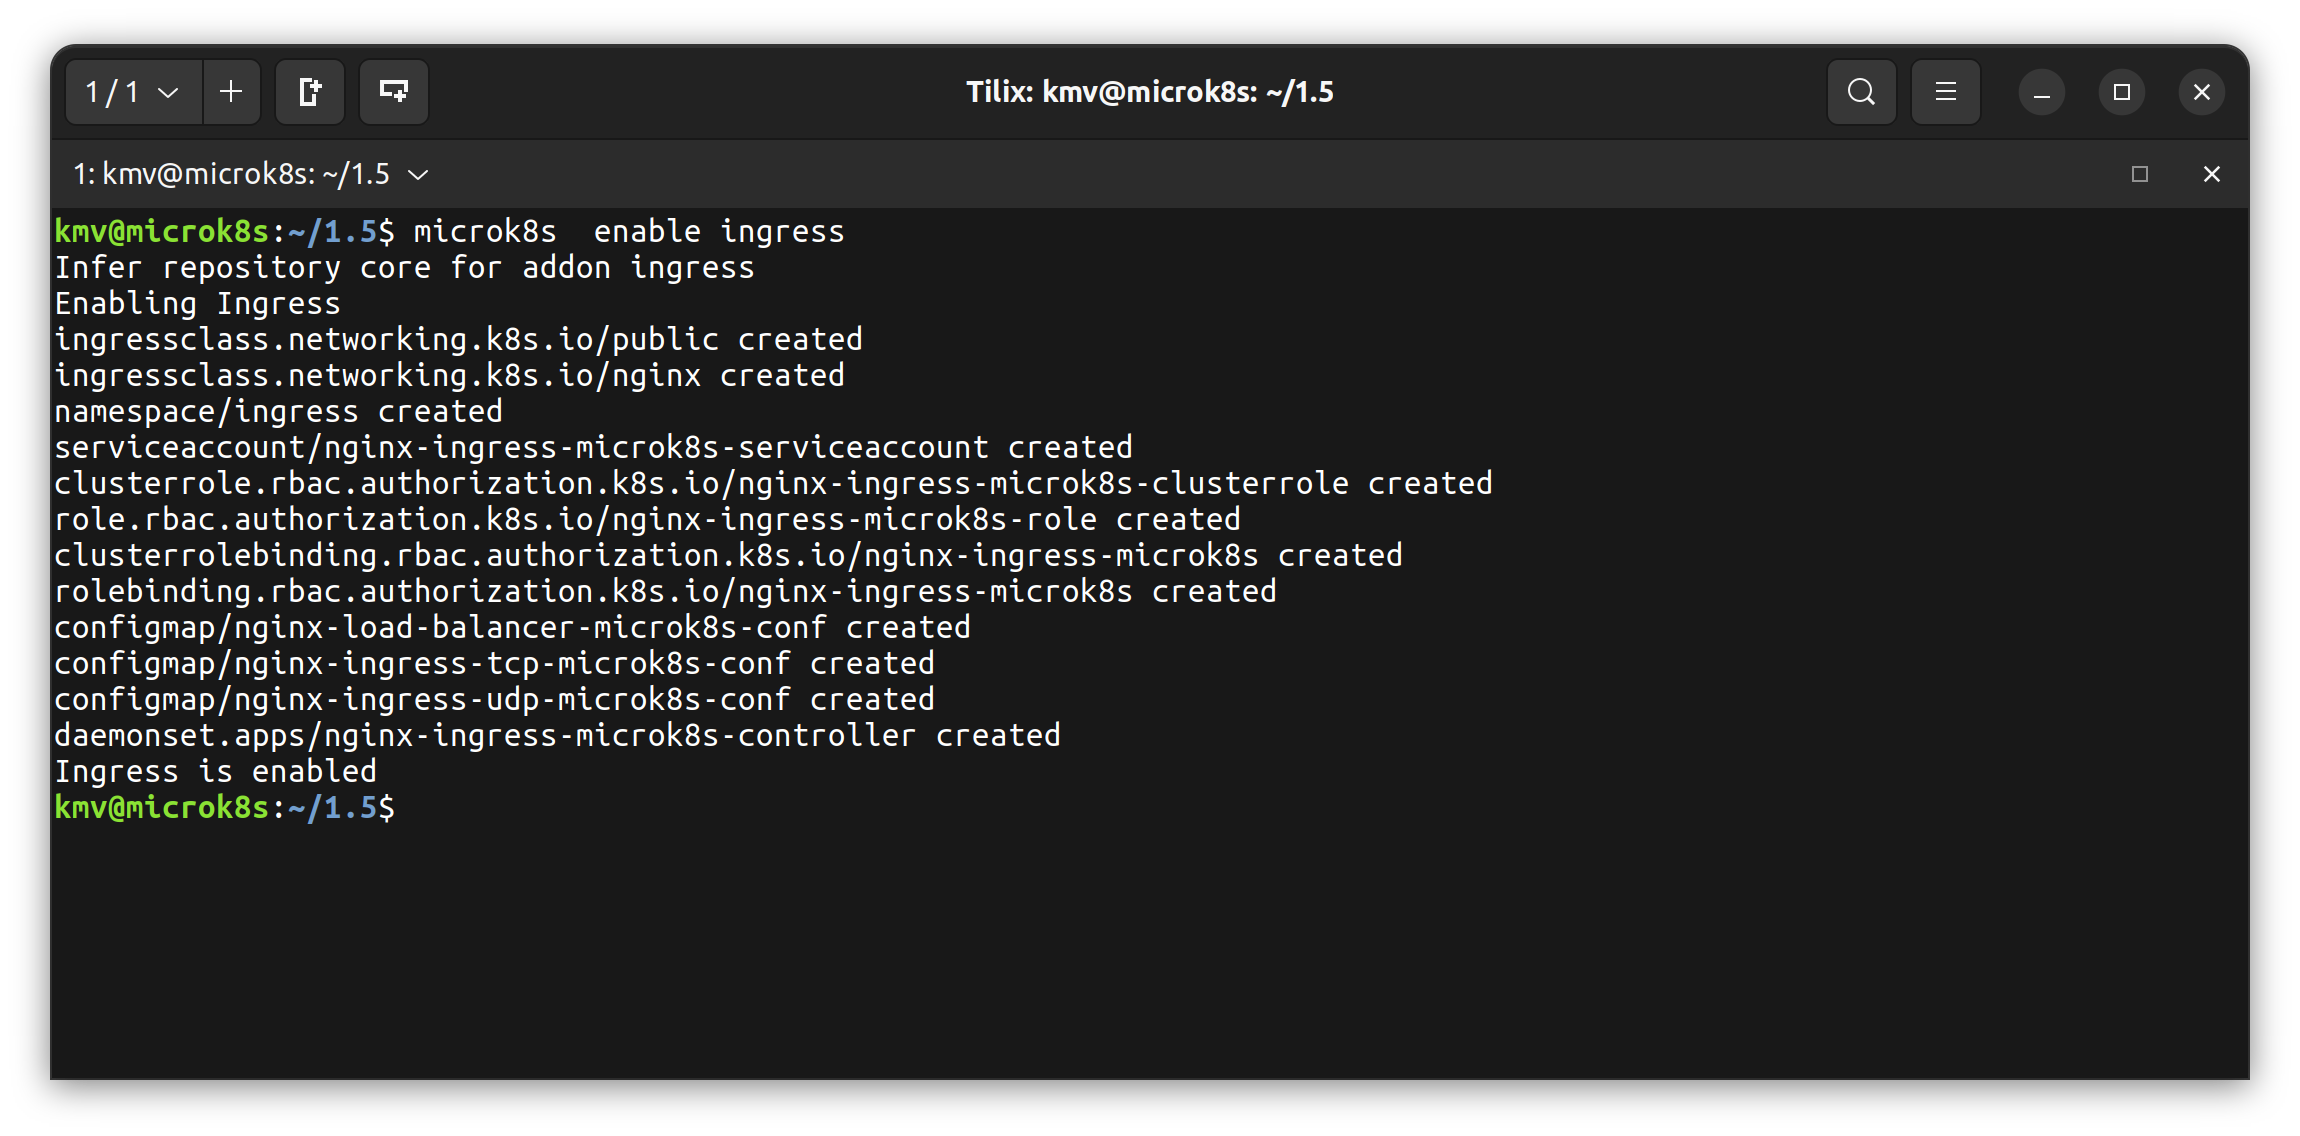 1 / 1
Tilix: kmv@microk8s: ~/1.5
1: kmv@microk8s: ~/1.5
kmv@microk8s:~/1.5$ microk8s  enable ingress
Infer repository core for addon ingress
Enabling Ingress
ingressclass.networking.k8s.io/public created
ingressclass.networking.k8s.io/nginx created
namespace/ingress created
serviceaccount/nginx-ingress-microk8s-serviceaccount created
clusterrole.rbac.authorization.k8s.io/nginx-ingress-microk8s-clusterrole created
role.rbac.authorization.k8s.io/nginx-ingress-microk8s-role created
clusterrolebinding.rbac.authorization.k8s.io/nginx-ingress-microk8s created
rolebinding.rbac.authorization.k8s.io/nginx-ingress-microk8s created
configmap/nginx-load-balancer-microk8s-conf created
configmap/nginx-ingress-tcp-microk8s-conf created
configmap/nginx-ingress-udp-microk8s-conf created
daemonset.apps/nginx-ingress-microk8s-controller created
Ingress is enabled
kmv@microk8s:~/1.5$